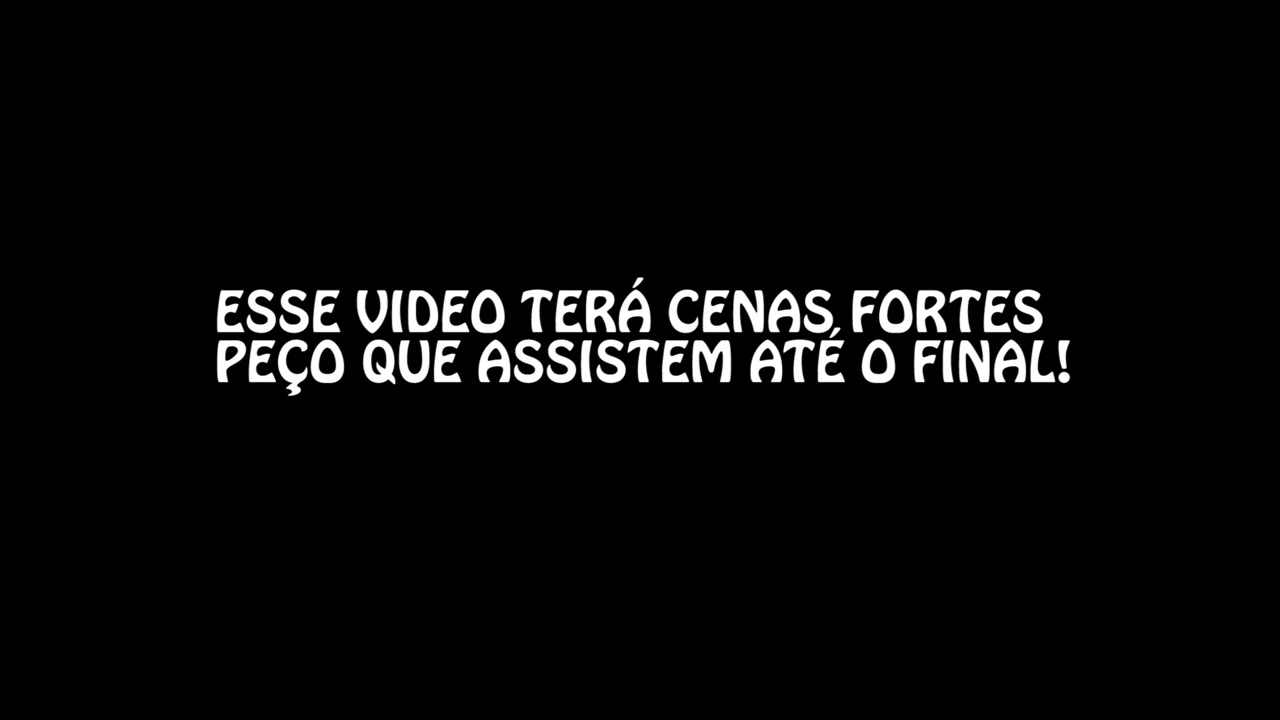 ESSE VIDEO TERÁ CENAS FORTES
PEÇO QUE ASSISTEM ATÉ O FINAL!